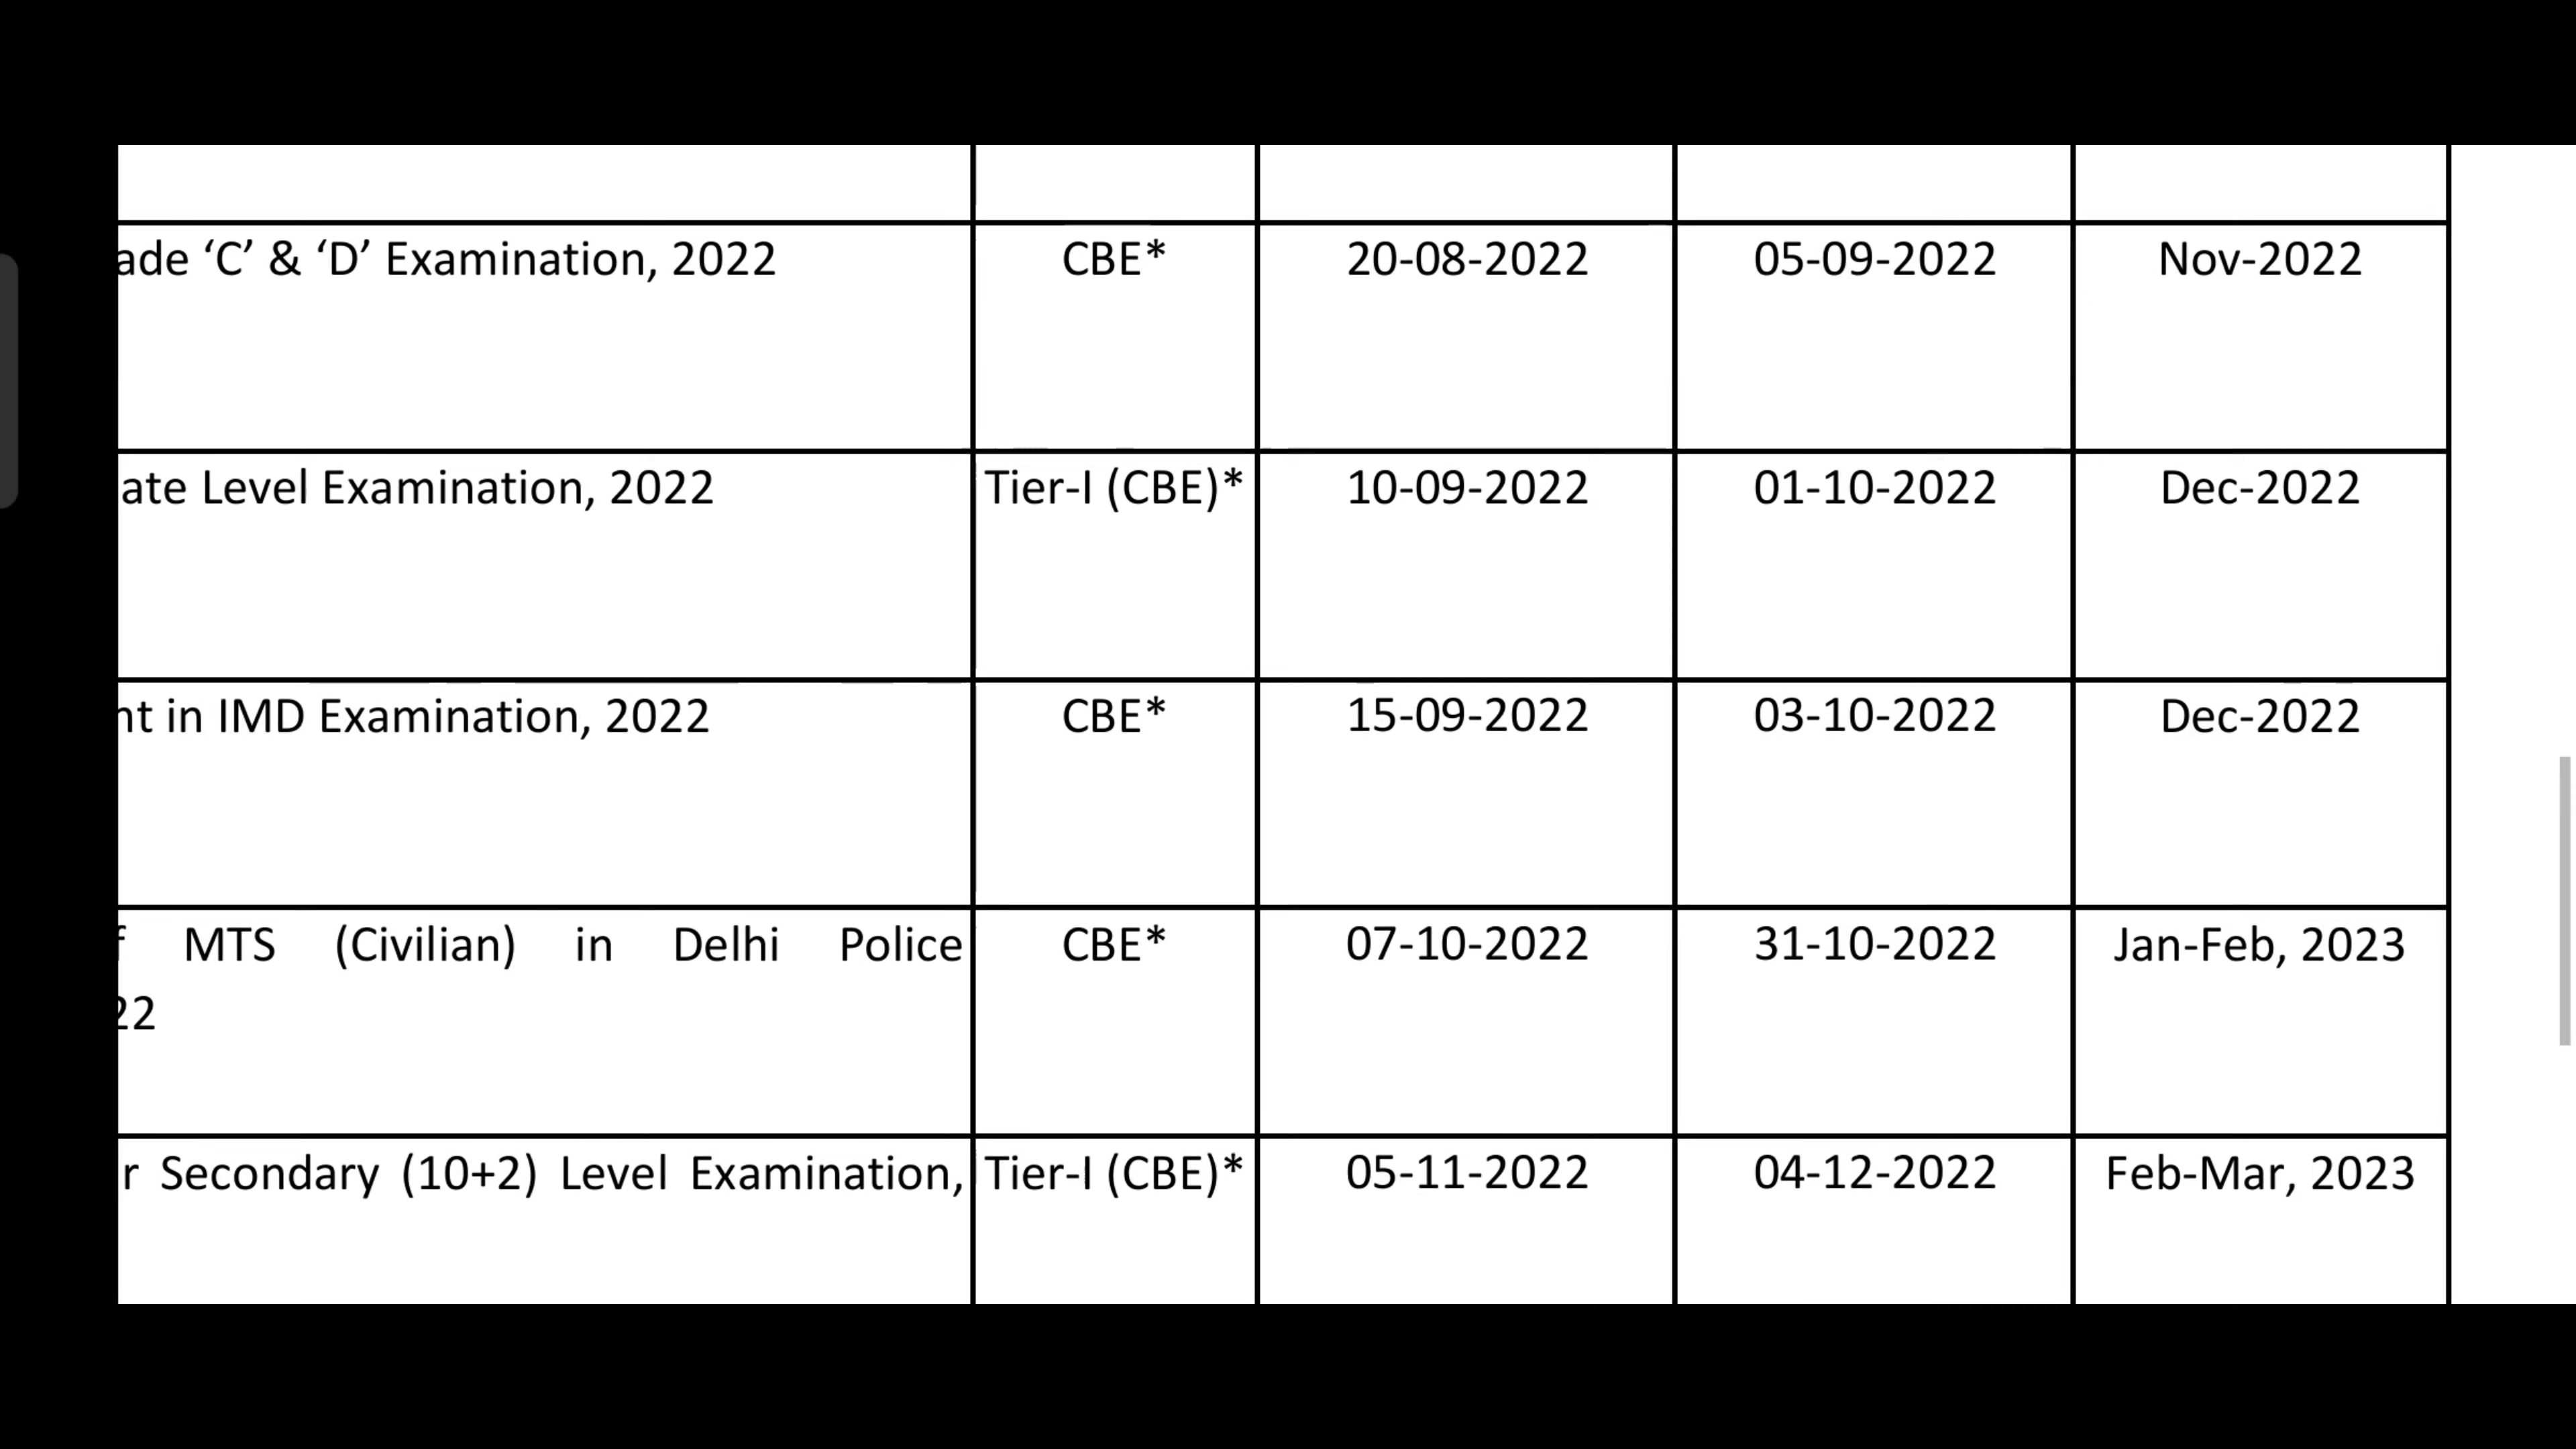 ade ‘C’ & ‘D’ Examination, 2022 CBE* 20-08-2022 05-09-2022 Nov-2022
ate Level Examination, 2022 Tier-I (CBE)* 10-09-2022 01-10-2022 Dec-2022
nt in IMD Examination, 2022 CBE* 15-09-2022 03-10-2022 Dec-2022
f MTS (Civilian) in Delhi Police CBE* 07-10-2022 31-10-2022 Jan-Feb, 2023
22
r Secondary (10+2) Level Examination, Tier-I (CBE)* 05-11-2022 04-12-2022 Feb-Mar, 2023